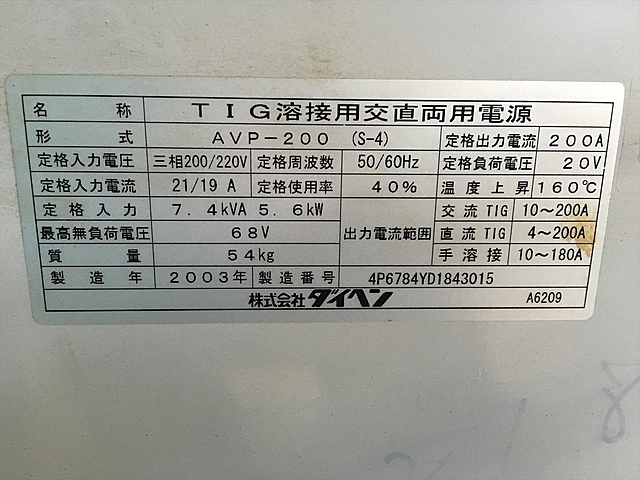 名称 TIG溶接用交直両用電源
形式 AVP-200 (S-4) 定格出力電流 200A
定格入力電圧 三相200/220V 定格周波数 50/60Hz 定格負荷電圧 20V
定格入力電流 21/19 A 定格使用率 40% 温度上昇 160℃
定格入力 7.4kVA 5.6kW 出力電流範囲 交流TIG 10～200A
最高無負荷電圧 68V 直流TIG 4～200A
質量 54kg 手溶接 10～180A
製造年 2003年 製造番号 4P6784YD1843015
株式会社ダイヘン A6209